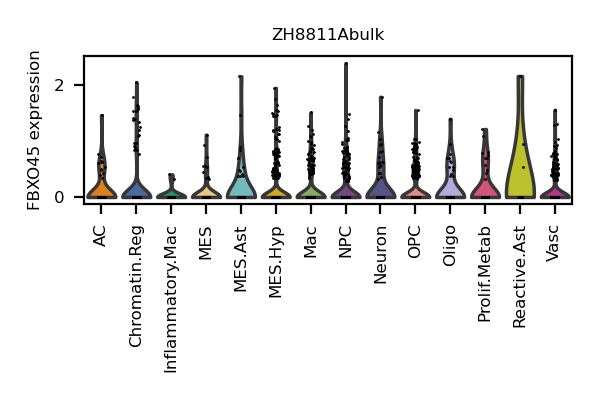 ZH8811Abulk
FBXO45 expression
2
0
AC
Chromatin.Reg
Inflammatory.Mac
MES
MES.Ast
MES.Hyp
Mac
NPC
Neuron
OPC
Oligo
Prolif.Metab
Reactive.Ast
Vasc